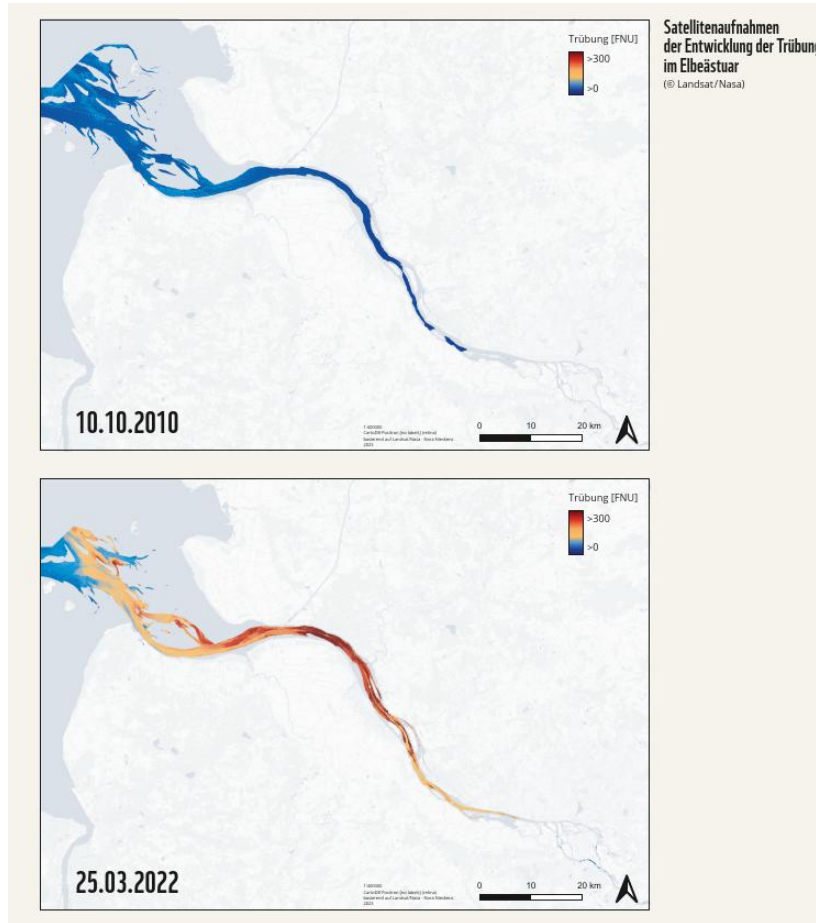 Trübung [FNU]
>300
>0
Satellitenaufnahmen
der Entwicklung der Trübung
im Elbeästuar
(© Landsat/Nasa)
10.10.2010
0 10 20 km
Trübung [FNU]
>300
>0
25.03.2022
0 10 20 km